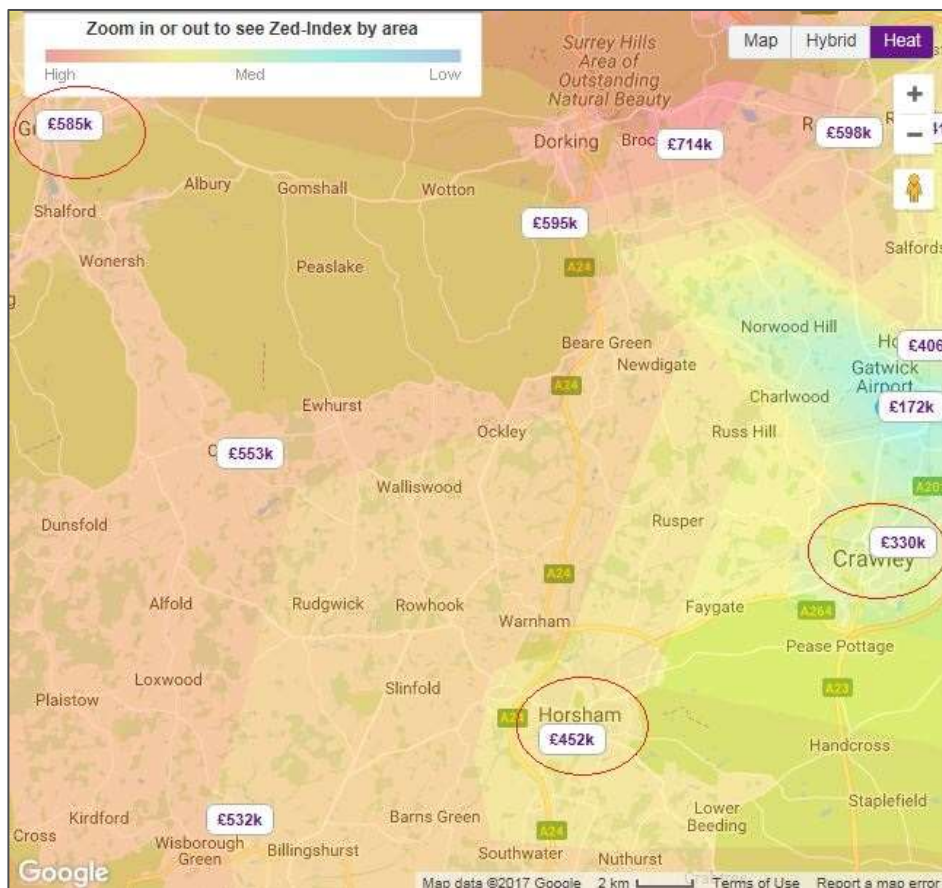 Zoom in or out to see Zed-Index by area
High Med Low
Map Hybrid Heat
Surrey Hills
Area of
Outstanding
Natural Beauty
+
−
£585k
Dorking
£714k
£598k
Albury
Gomshall
Wotton
Shalford
£595k
Wonersh
Peaslake
A24
Salfords
Norwood Hill
Beare Green
£406
Newdigate
Gatwick
Airport
A24
Charlwood
Ewhurst
£172k
Ockley
Russ Hill
£553k
Walliswood
Dunsfold
Rusper
£330k
Crawley
A24
Alfold
Rudgwick
Rowhook
Faygate
A264
Warnham
Pease Pottage
Loxwood
Slinfold
Plaistow
A23
Horsham
A24
£452k
Handcross
Staplefield
Kirdford
£532k
Barns Green
Lower
Beeding
Cross
Wisborough
Green
Billingshurst
A24
Southwater
Nuthurst
Google
Map data ©2017 Google 2 km Terms of Use Report a map error